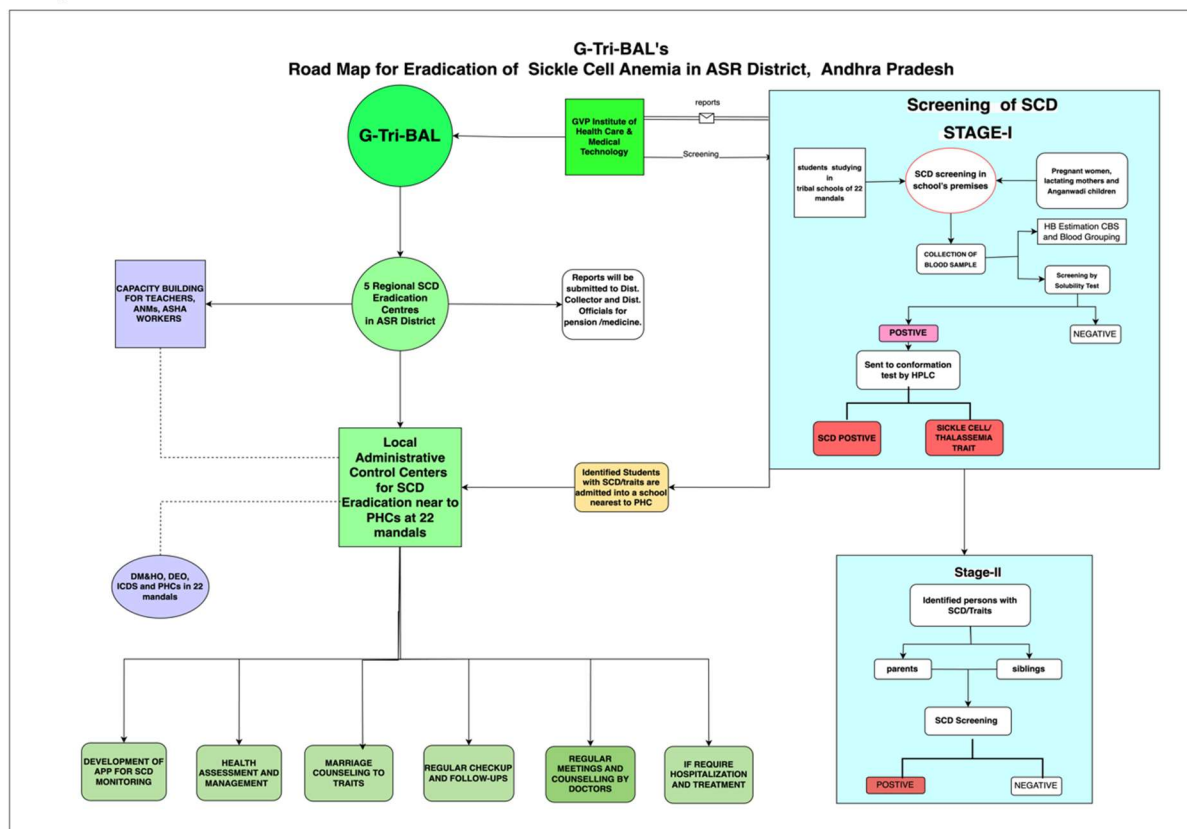 G-Tri-BAL's
Road Map for Eradication of Sickle Cell Anemia in ASR District, Andhra Pradesh
G-Tri-BAL
GVP Institute of
Health Care &
Medical
Technology
reports
Screening
Screening of SCD
STAGE-I
students studying
in
tribal schools of 22
mandals
SCD screening in
school's premises
Pregnant women,
lactating mothers and
Anganwadi children
COLLECTION OF
BLOOD SAMPLE
HB Estimation CBS
and Blood Grouping
Screening by
Solubility Test
POSTIVE
NEGATIVE
Sent to conformation
test by HPLC
SCD POSTIVE
SICKLE CELL/
THALASSEMIA
TRAIT
CAPACITY BUILDING
FOR TEACHERS,
ANMs, ASHA
WORKERS
5 Regional SCD
Eradication
Centres
in ASR District
Reports will be
submitted to Dist.
Collector and Dist.
Officials for
pension /medicine.
Local
Administrative
Control Centers
for SCD
Eradication near to
PHCs at 22
mandals
Identified Students
with SCD/traits are
admitted into a school
nearest to PHC
DM&HO, DEO,
ICDS and PHCs in 22
mandals
Stage-II
Identified persons with
SCD/Traits
parents
siblings
SCD Screening
POSTIVE
NEGATIVE
DEVELOPMENT OF
APP FOR SCD
MONITORING
HEALTH
ASSESSMENT AND
MANAGEMENT
MARRIAGE
COUNSELING TO
TRAITS
REGULAR CHECKUP
AND FOLLOW-UPS
REGULAR
MEETINGS AND
COUNSELLING BY
DOCTORS
IF REQUIRE
HOSPITALIZATION
AND TREATMENT